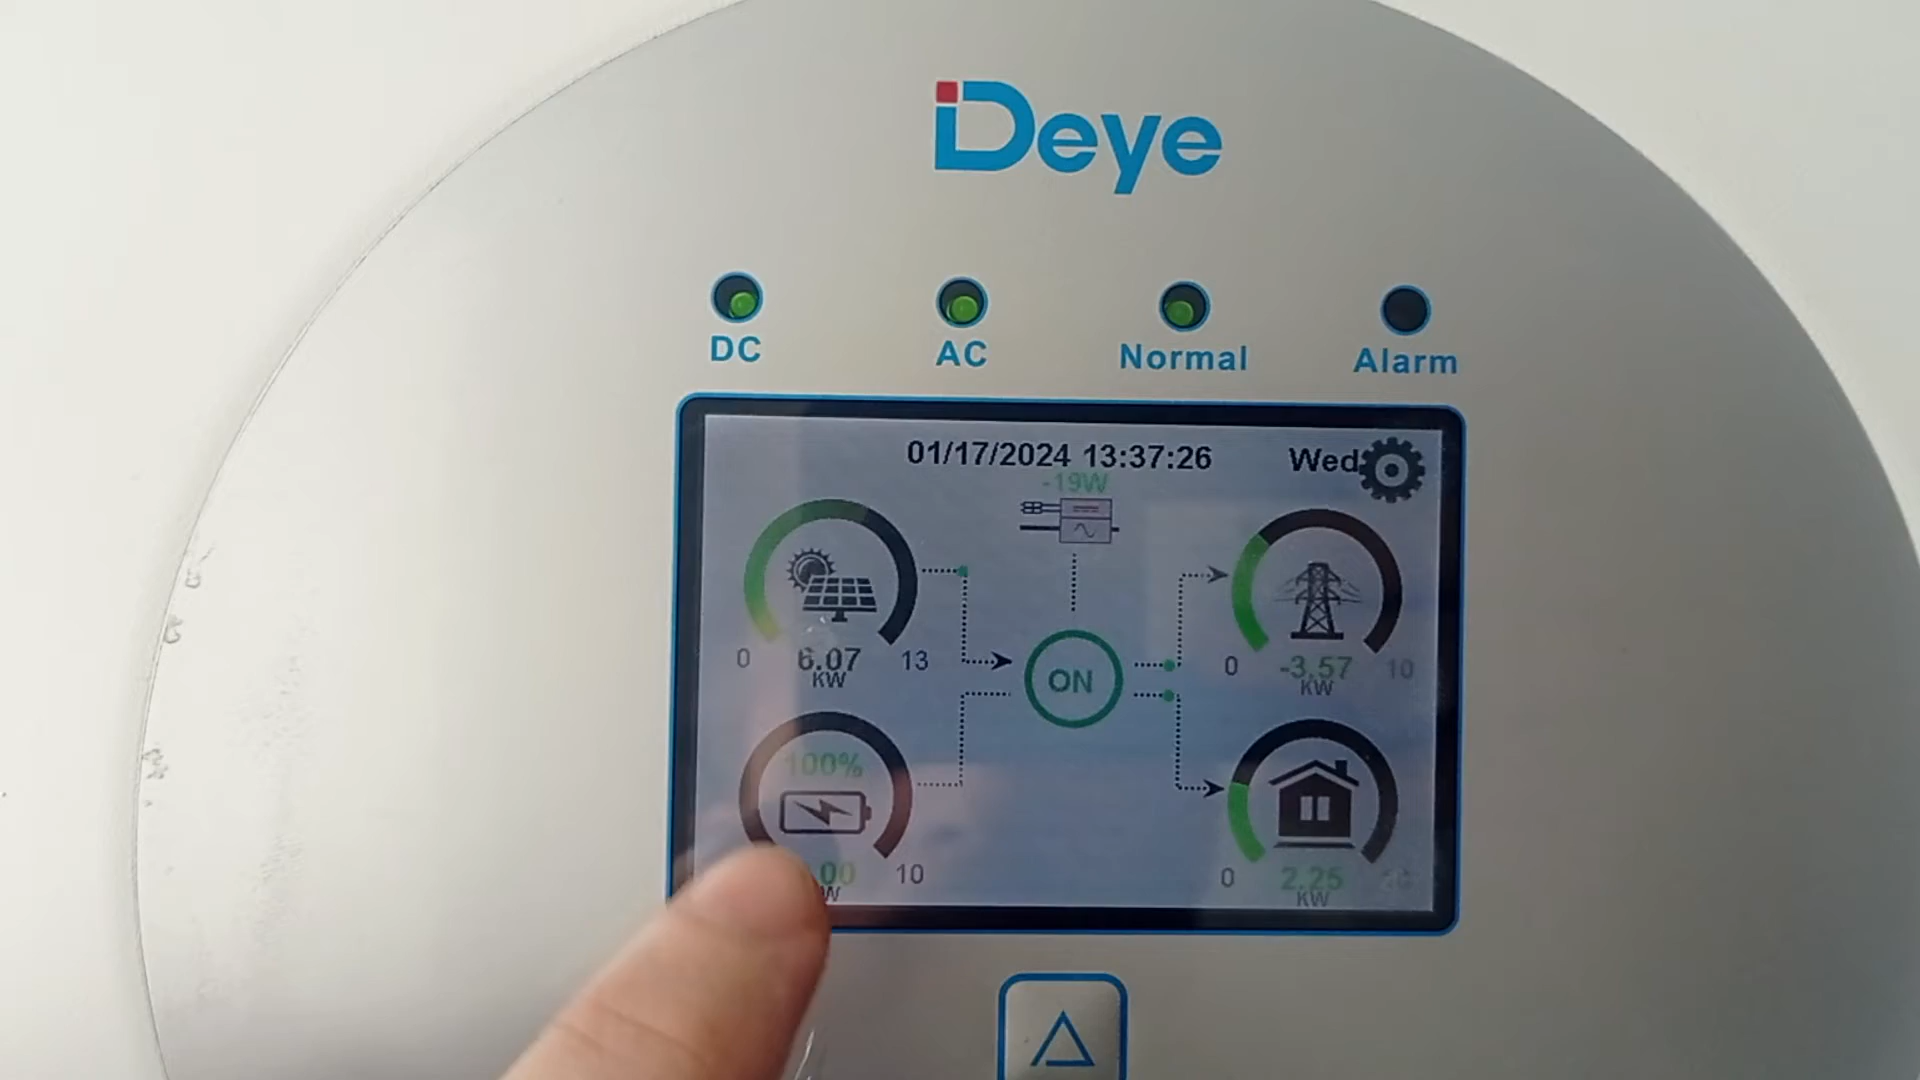 Deye
DC AC Normal Alarm
01/17/2024 13:37:26 Wed
-19W
0 6.07 13
KW
0 -3.57 10
KW
ON
100%
.00 10
W
0 2.25
KW